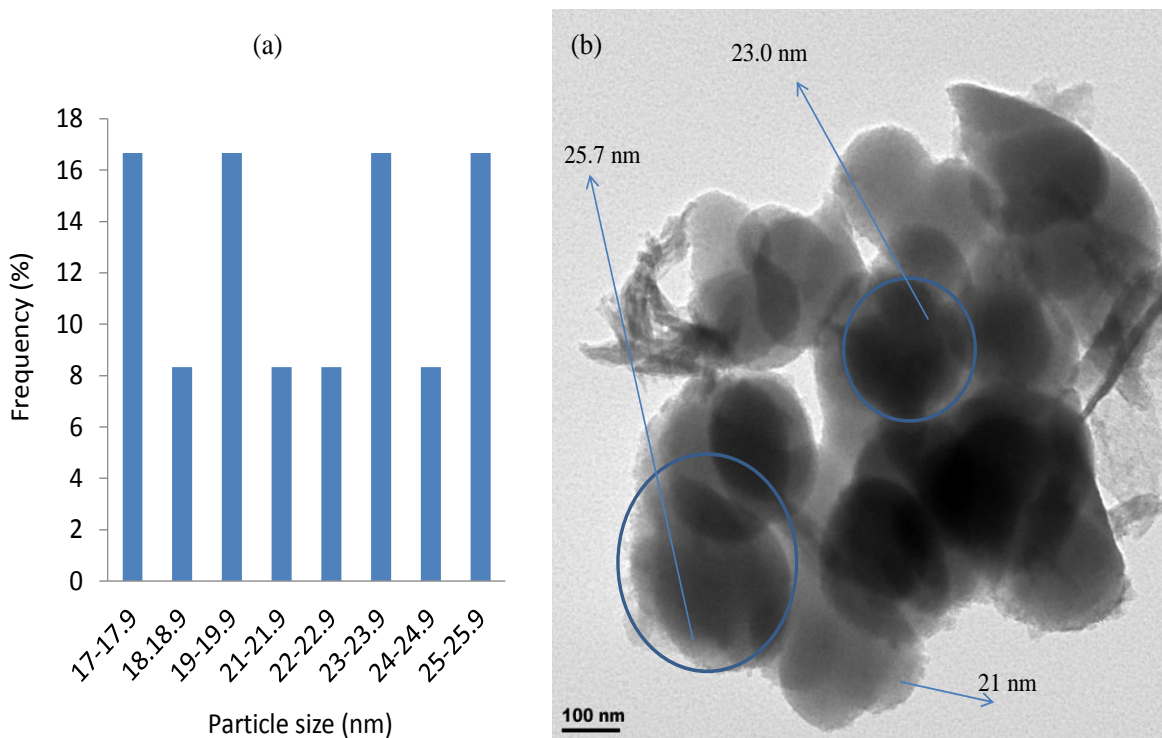 (a)
18
16
14
12
10
8
6
4
2
0
Frequency (%)
17-17.9
18.18.9
19-19.9
21-21.9
22-22.9
23-23.9
24-24.9
25-25.9
Particle size (nm)
(b)
23.0 nm
25.7 nm
21 nm
100 nm